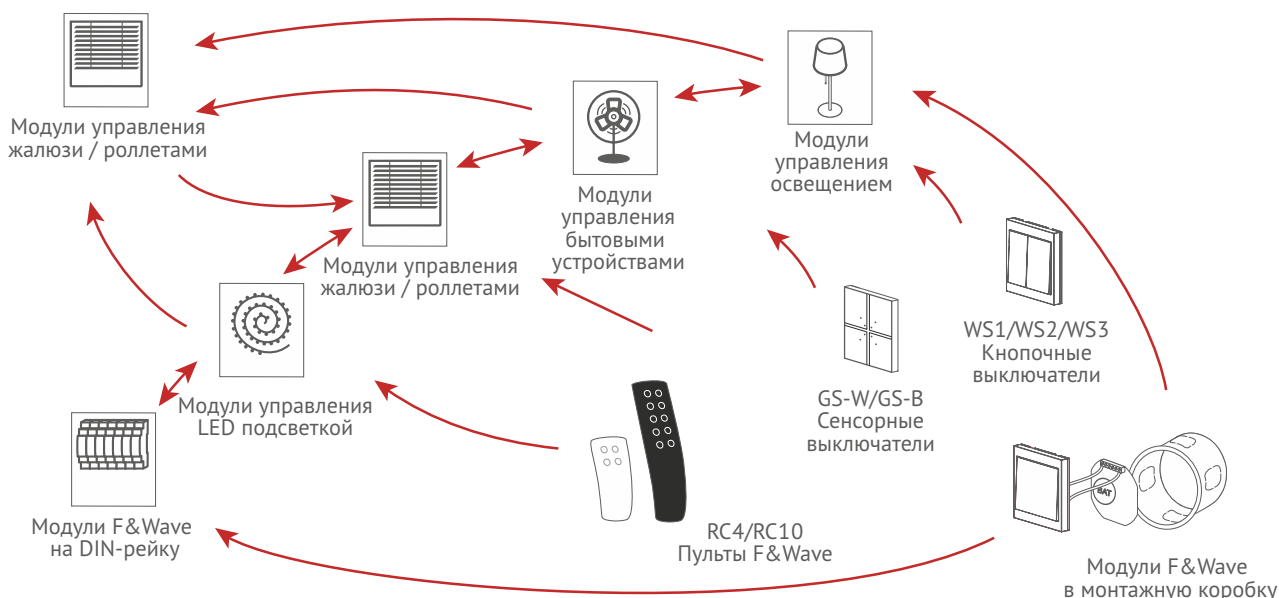 Модули управления
жалюзи / роллетами
Модули
управления
освещением
Модули
управления
бытовыми
устройствами
Модули управления
жалюзи / роллетами
WS1/WS2/WS3
Кнопочные
выключатели
GS-W/GS-B
Сенсорные
выключатели
Модули управления
LED подсветкой
BAT
Модули F&Wave
на DIN-рейку
RC4/RC10
Пульты F&Wave
Модули F&Wave
в монтажную коробку